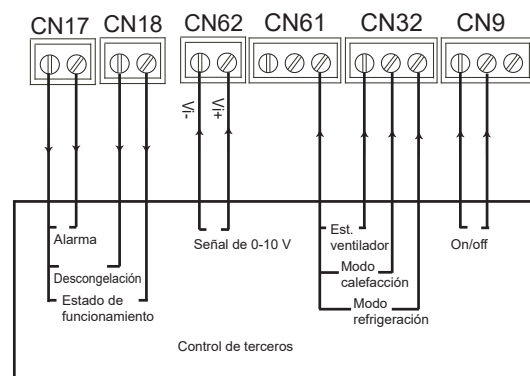 CN17 CN18 CN62 CN61 CN32 CN9
Vi-
Vi+
Alarma
Señal de 0-10 V
Est.
ventilador
On/off
Descongelación
Modo
calefacción
Estado de
funcionamiento
Modo
refrigeración
Control de terceros